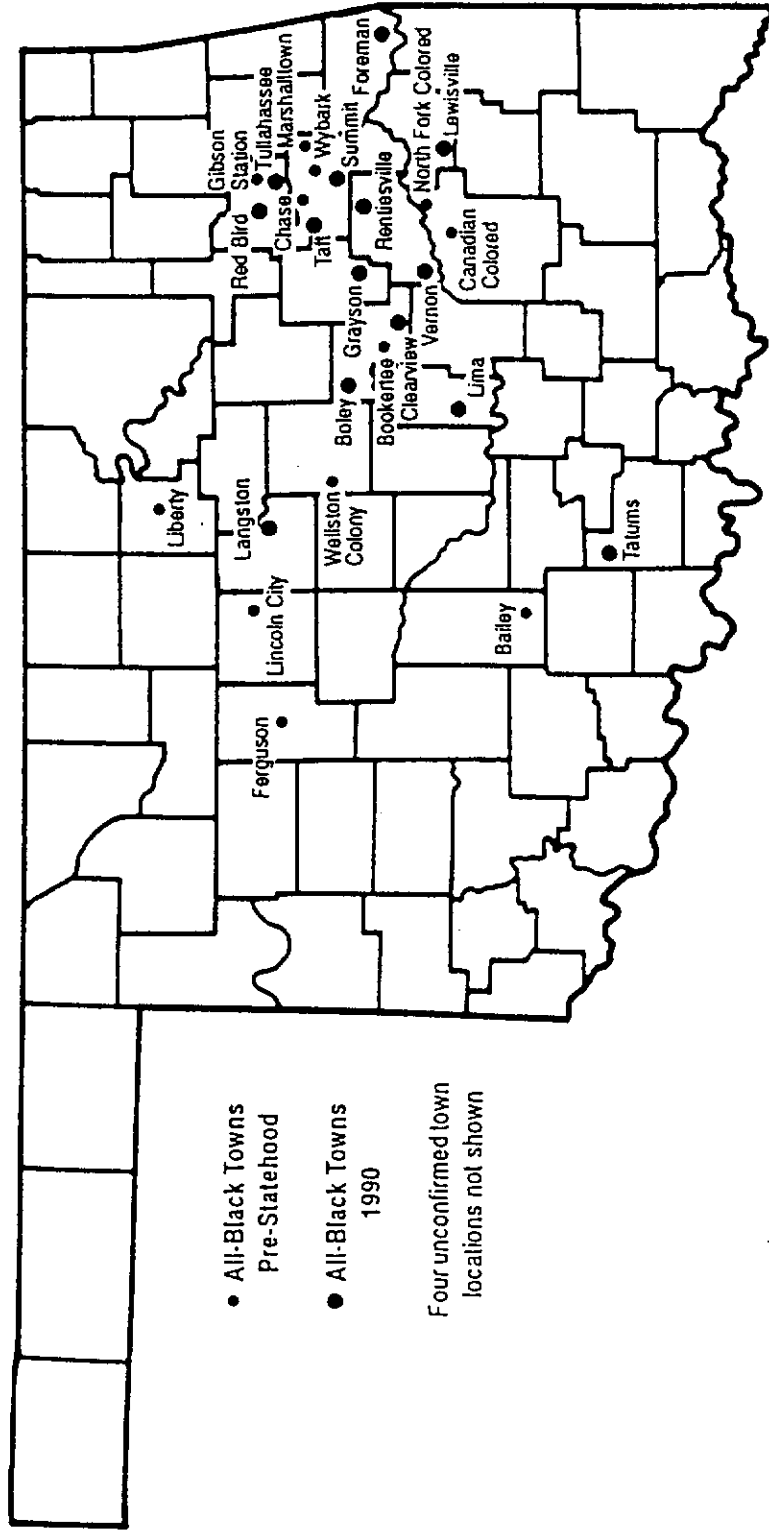 Liberty
Langston
Lincoln City
Ferguson
Wellston
Colony
Bailey
Tatums
Gibson
Station
Tullahassee
Marshalltown
Red Bird
Chase
Wybark
Taft
Summit
Foreman
Rentiesville
North Fork Colored
Lewisville
Canadian
Colored
Grayson
Vernon
Boley
Bookertee
Clearview
Lima
All-Black Towns
Pre-Statehood
All-Black Towns
1990
Four unconfirmed town
locations not shown